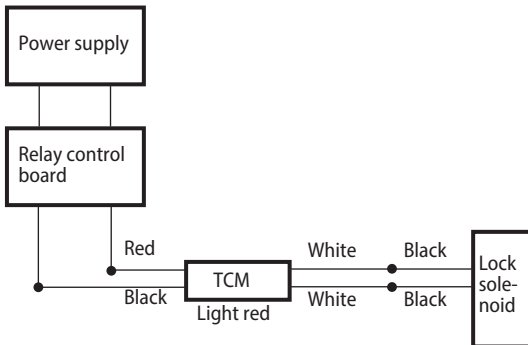 Power supply
Relay control
board
Red
Black
TCM
Light red
White
Black
White
Black
Lock
sole-
noid